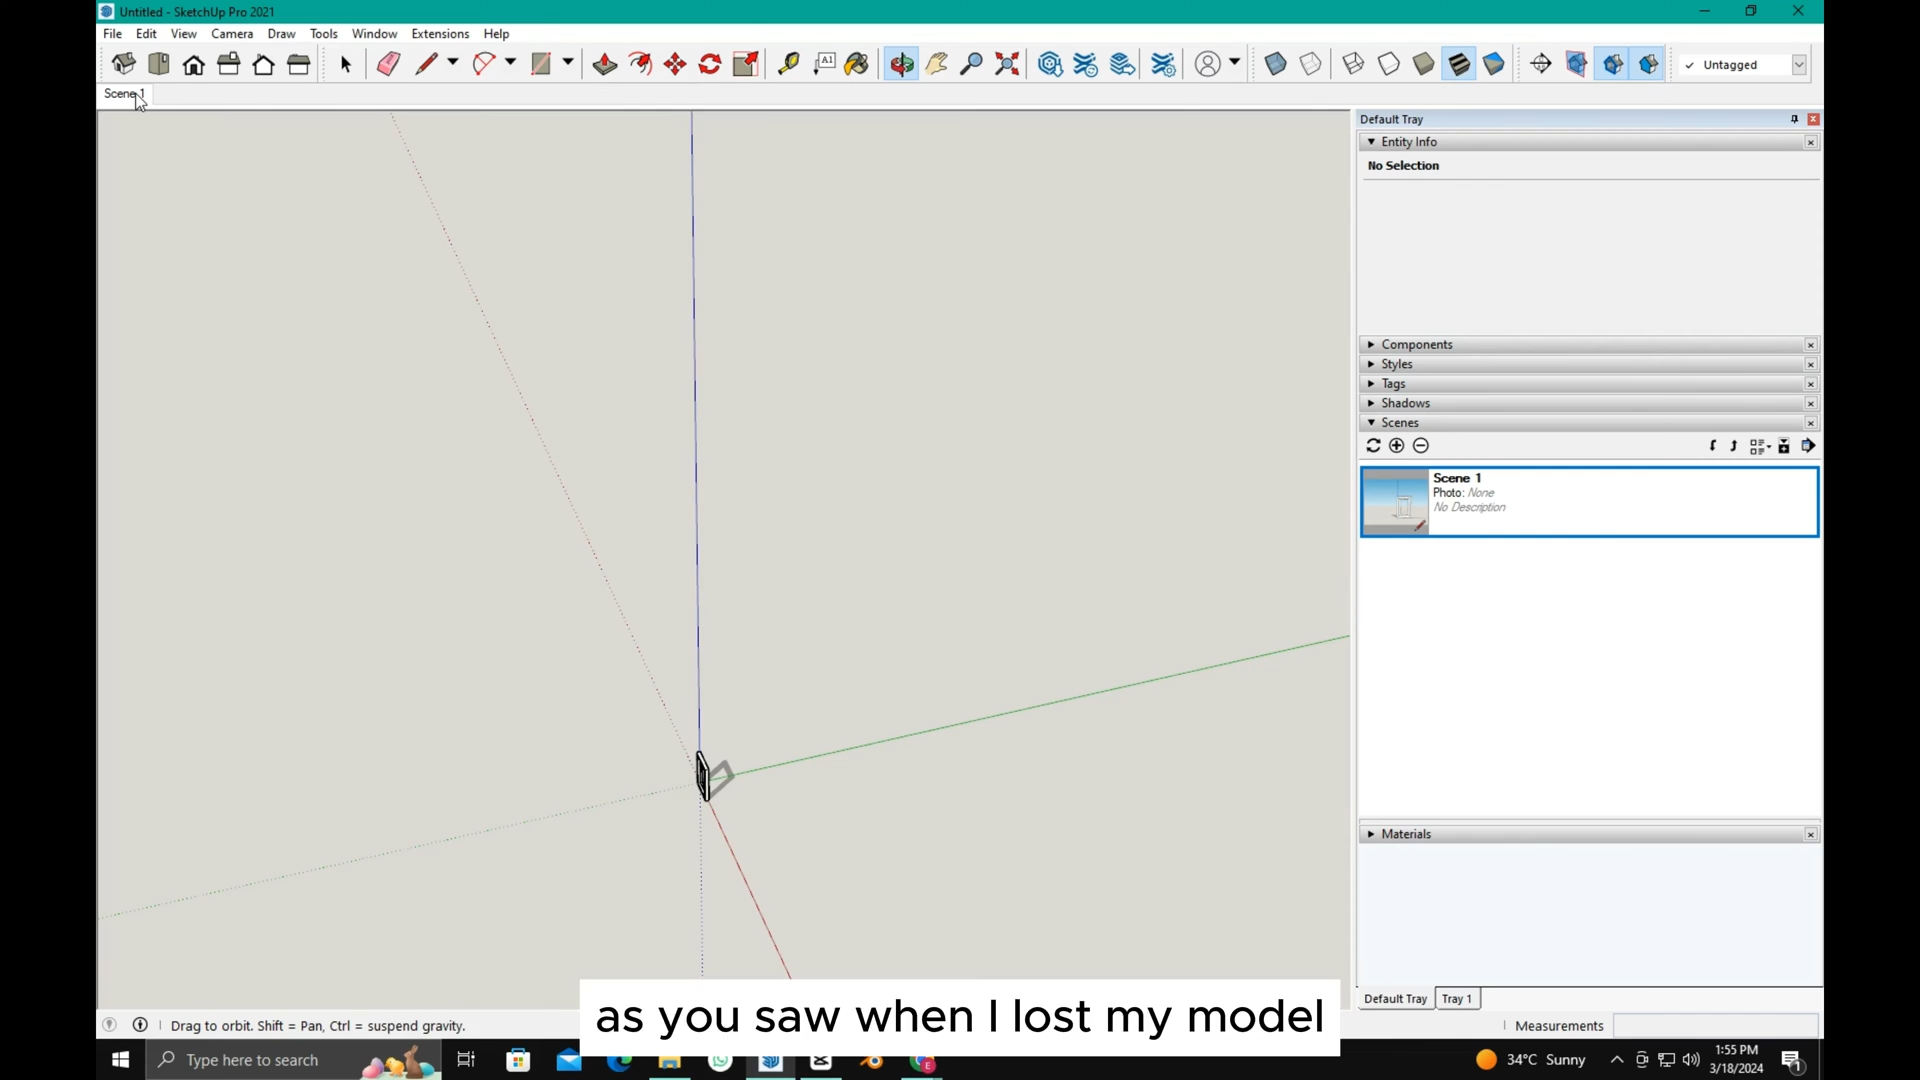 Untitled - SketchUp Pro 2021
File Edit View Camera Draw Tools Window Extensions Help
A1
✓ Untagged
Scene 1
Default Tray
Entity Info
No Selection
Components
Styles
Tags
Shadows
Scenes
Scene 1
Photo: None
No Description
Materials
Default Tray Tray 1
Drag to orbit. Shift = Pan, Ctrl = suspend gravity.
Measurements
as you saw when I lost my model
Type here to search
34°C Sunny
1:55 PM
3/18/2024
1